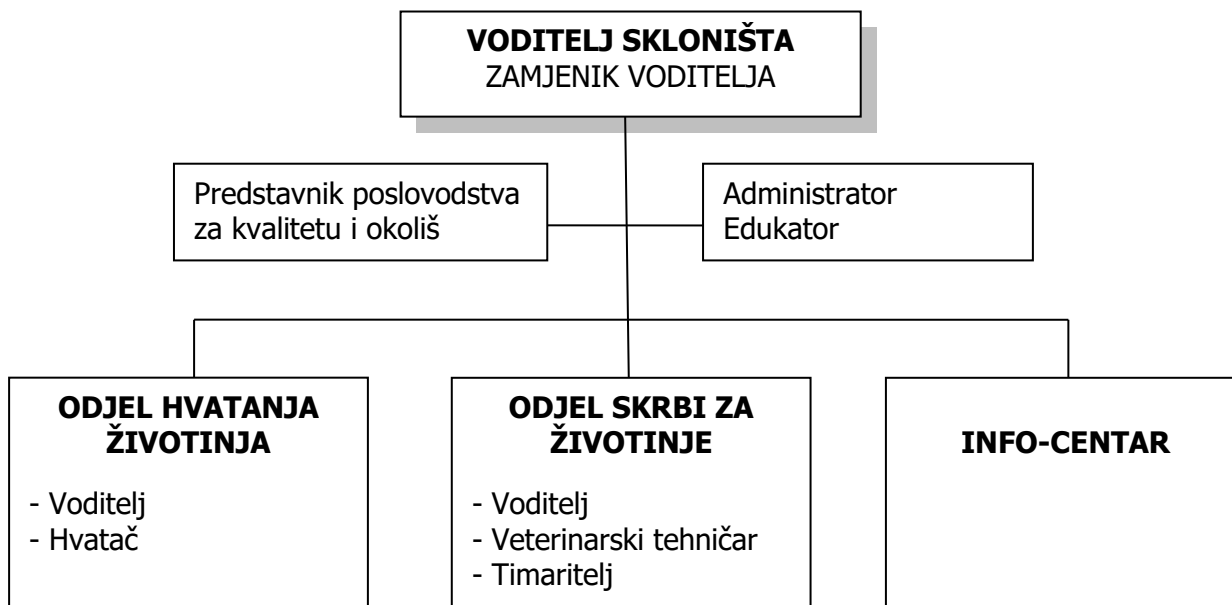 VODITELJ SKLONIŠTA
ZAMJENIK VODITELJA
Predstavnik poslovodstva
za kvalitetu i okoliš
Administrator
Edukator
ODJEL HVATANJA
ŽIVOTINJA
- Voditelj
- Hvatač
ODJEL SKRBI ZA
ŽIVOTINJE
- Voditelj
- Veterinarski tehničar
- Timaritelj
INFO-CENTAR